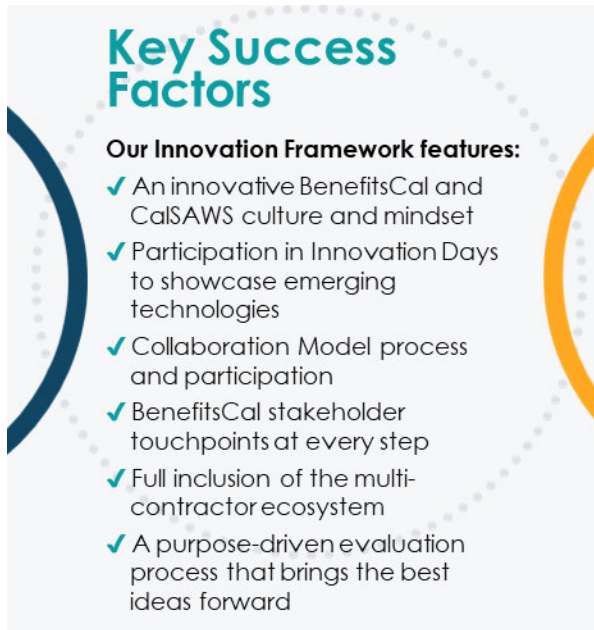 Key Success
Factors
Our Innovation Framework features:
✓ An innovative BenefitsCal and
CalSAWS culture and mindset
✓ Participation in Innovation Days
to showcase emerging
technologies
✓ Collaboration Model process
and participation
✓ BenefitsCal stakeholder
touchpoints at every step
✓ Full inclusion of the multi-
contractor ecosystem
✓ A purpose-driven evaluation
process that brings the best
ideas forward